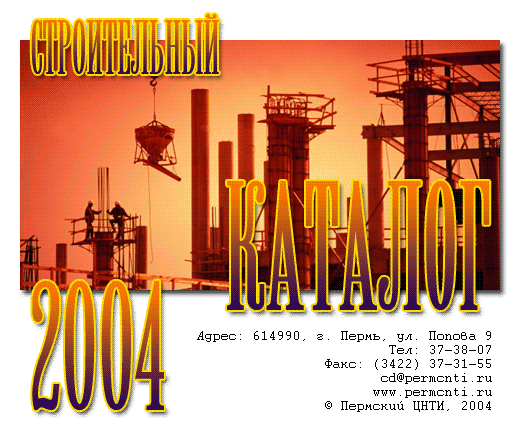 СТРОИТЕЛЬНЫЙ
КАТАЛОГ
2004
Адрес: 614990, г. Пермь, ул. Попова 9
Тел: 37-38-07
Факс: (3422) 37-31-55
cd@permcnti.ru
www.permcnti.ru
© Пермский ЦНТИ, 2004